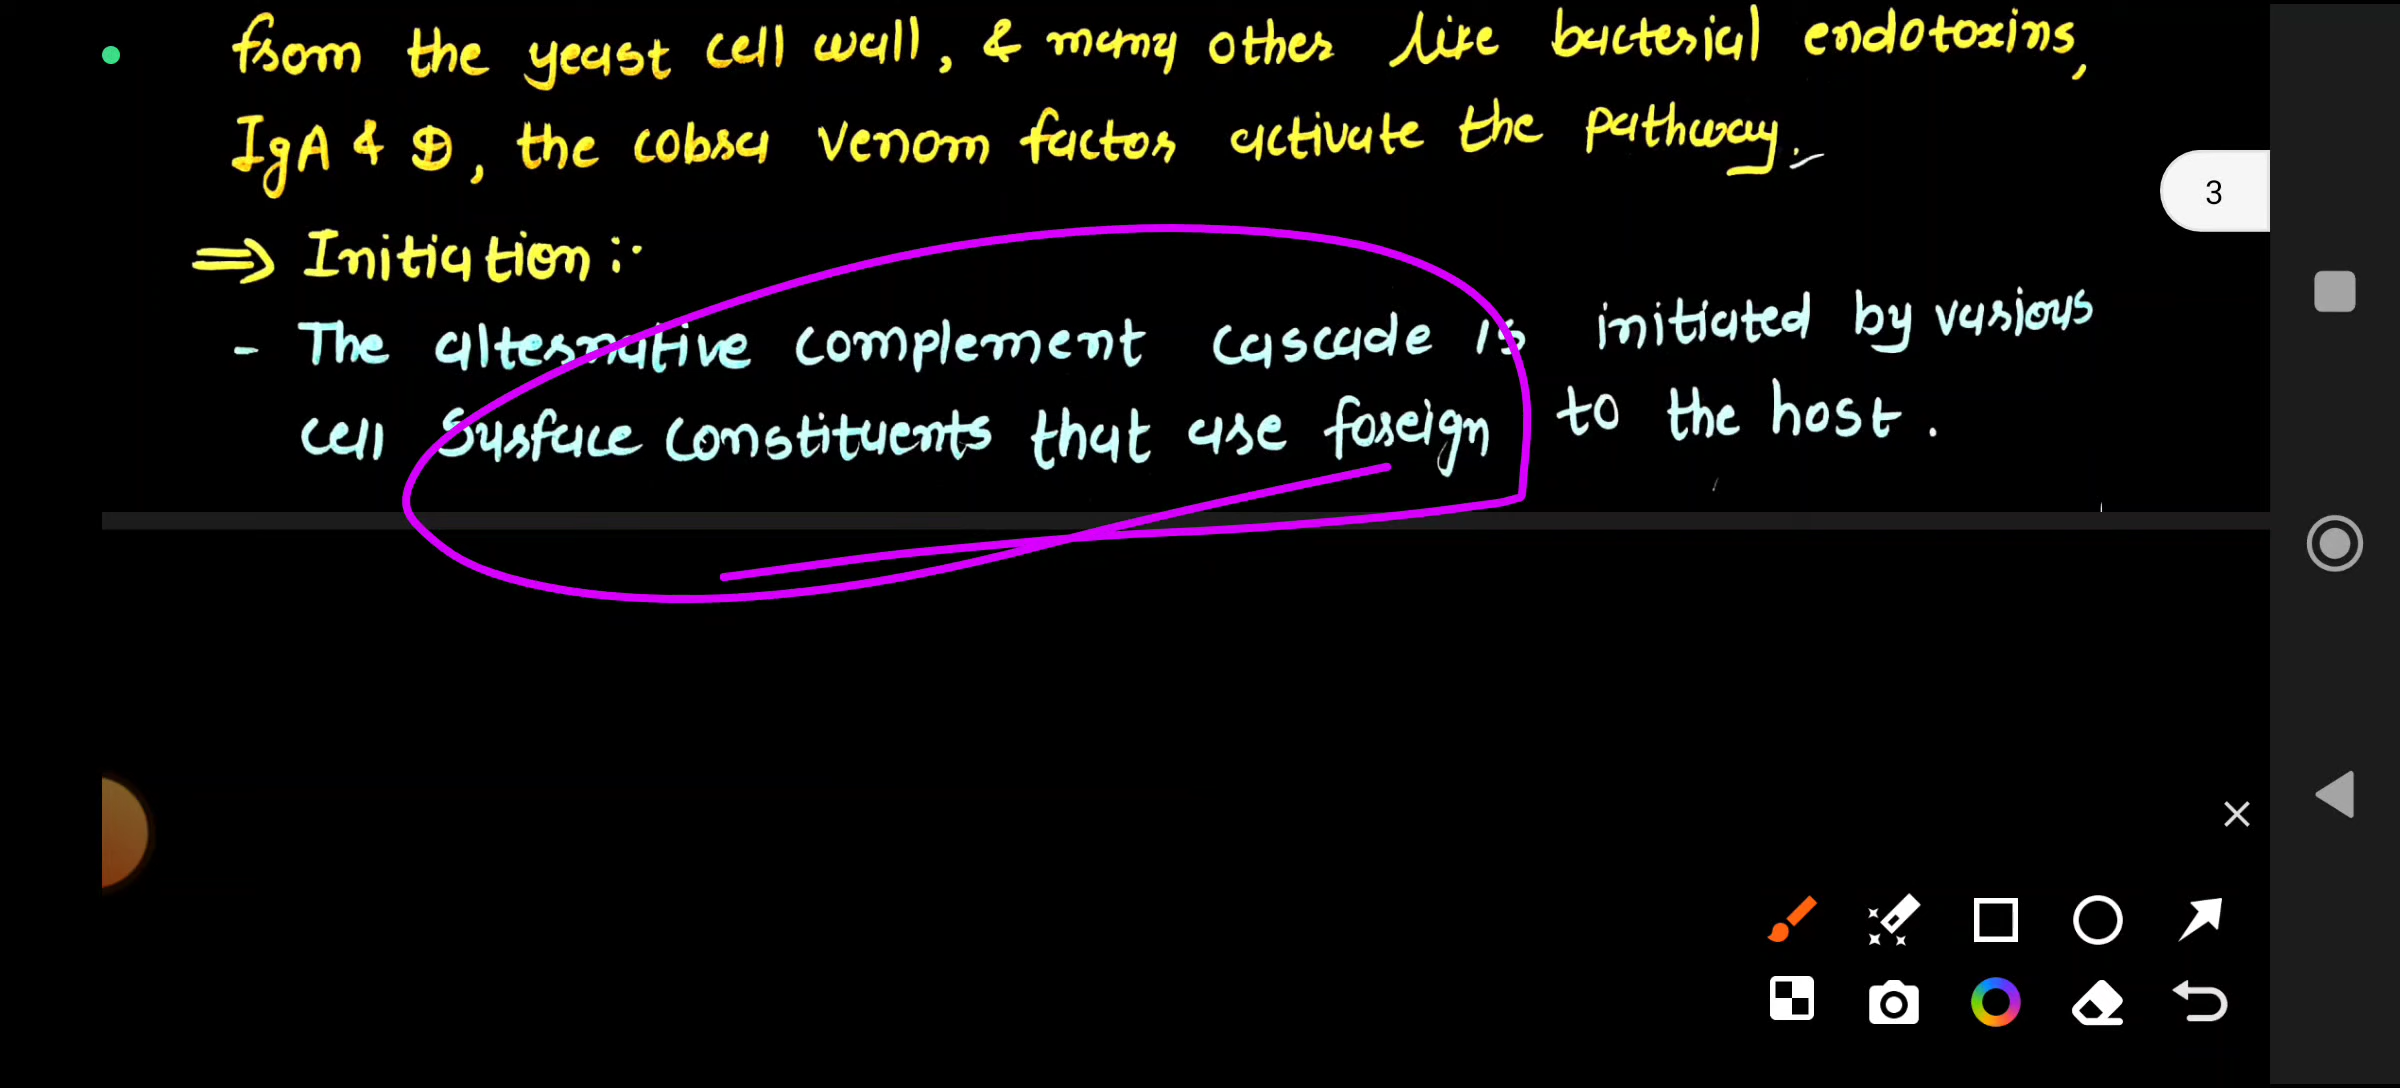 from the yeast cell wall, & many other like bacterial endotoxins,
IgA & D, the cobra venom factor activate the pathway.
3
⇒ Initiation :-
- The alternative complement cascade is initiated by various
cell surface constituents that are foreign to the host.